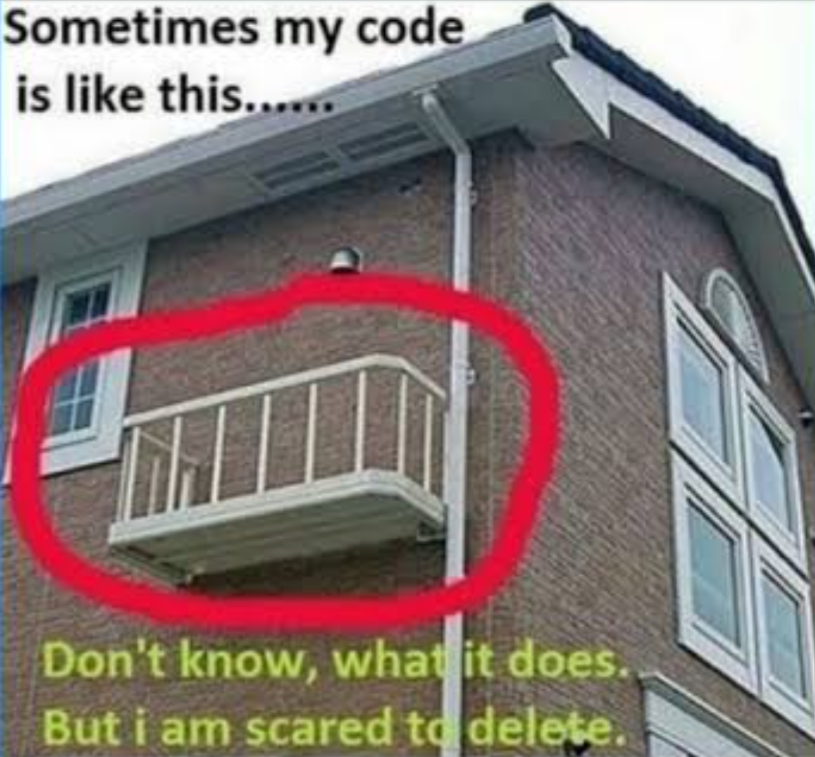 Sometimes my code
is like this......
Don't know, what it does.
But i am scared to delete.